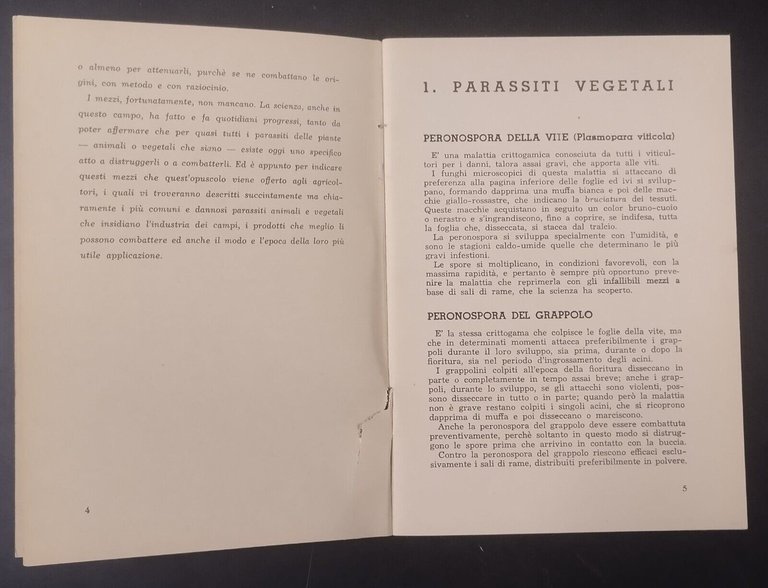 o almeno per attenuarli, purchè se ne combattano le ori-
gini, con metodo e con raziocinio.
I mezzi, fortunatamente, non mancano. La scienza, anche in
questo campo, ha fatto e fa quotidiani progressi, tanto da
poter affermare che per quasi tutti i parassiti delle piante
— animali o vegetali che siano — esiste oggi uno specifico
atto a distruggerli o a combatterli. Ed è appunto per indicare
questi mezzi che quest'opuscolo viene offerto agli agricol-
tori, i quali vi troveranno descritti succintamente ma chia-
ramente i più comuni e dannosi parassiti animali e vegetali
che insidiano l'industria dei campi, i prodotti che meglio li
possono combattere ed anche il modo e l'epoca della loro più
utile applicazione.
4
1. PARASSITI VEGETALI
PERONOSPORA DELLA VITE (Plasmopara viticola)
E' una malattia crittogamica conosciuta da tutti i viticul-
tori per i danni, talora assai gravi, che apporta alle viti.
I funghi microscopici di questa malattia si attaccano di
preferenza alla pagina inferiore delle foglie ed ivi si svilup-
pano, formando dapprima una muffa bianca e poi delle mac-
chie giallo-rossastre, che indicano la bruciatura dei tessuti.
Queste macchie acquistano in seguito un color bruno-cuoio
o nerastro e s'ingrandiscono, fino a coprire, se indifesa, tutta
la foglia che, disseccata, si stacca dal tralcio.
La peronospora si sviluppa specialmente con l'umidità, e
sono le stagioni caldo-umide quelle che determinano le più
gravi infestioni.
Le spore si moltiplicano, in condizioni favorevoli, con la
massima rapidità, e pertanto è sempre più opportuno preve-
nire la malattia che reprimerla con gli infallibili mezzi a
base di sali di rame, che la scienza ha scoperto.
PERONOSPORA DEL GRAPPOLO
E' la stessa crittogama che colpisce le foglie della vite, ma
che in determinati momenti attacca preferibilmente i grap-
poli durante il loro sviluppo, sia prima, durante o dopo la
fioritura, sia nel periodo d'ingrossamento degli acini.
I grappolini colpiti all'epoca della fioritura disseccano in
parte o completamente in tempo assai breve; anche i grap-
poli, durante lo sviluppo, se gli attacchi sono violenti, pos-
sono disseccare in tutto o in parte; quando però la malattia
non è grave restano colpiti i singoli acini, che si ricoprono
dapprima di muffa e poi disseccano o marciscono.
Anche la peronospora del grappolo deve essere combattuta
preventivamente, perchè soltanto in questo modo si distrug-
gono le spore prima che arrivino in contatto con la buccia.
Contro la peronospora del grappolo riescono efficaci esclu-
sivamente i sali di rame, distribuiti preferibilmente in polvere.
5